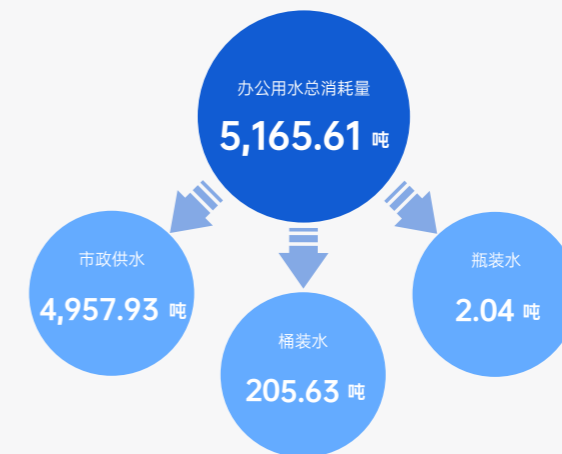 办公用水总消耗量
5,165.61 吨
市政供水
4,957.93 吨
桶装水
205.63 吨
瓶装水
2.04 吨